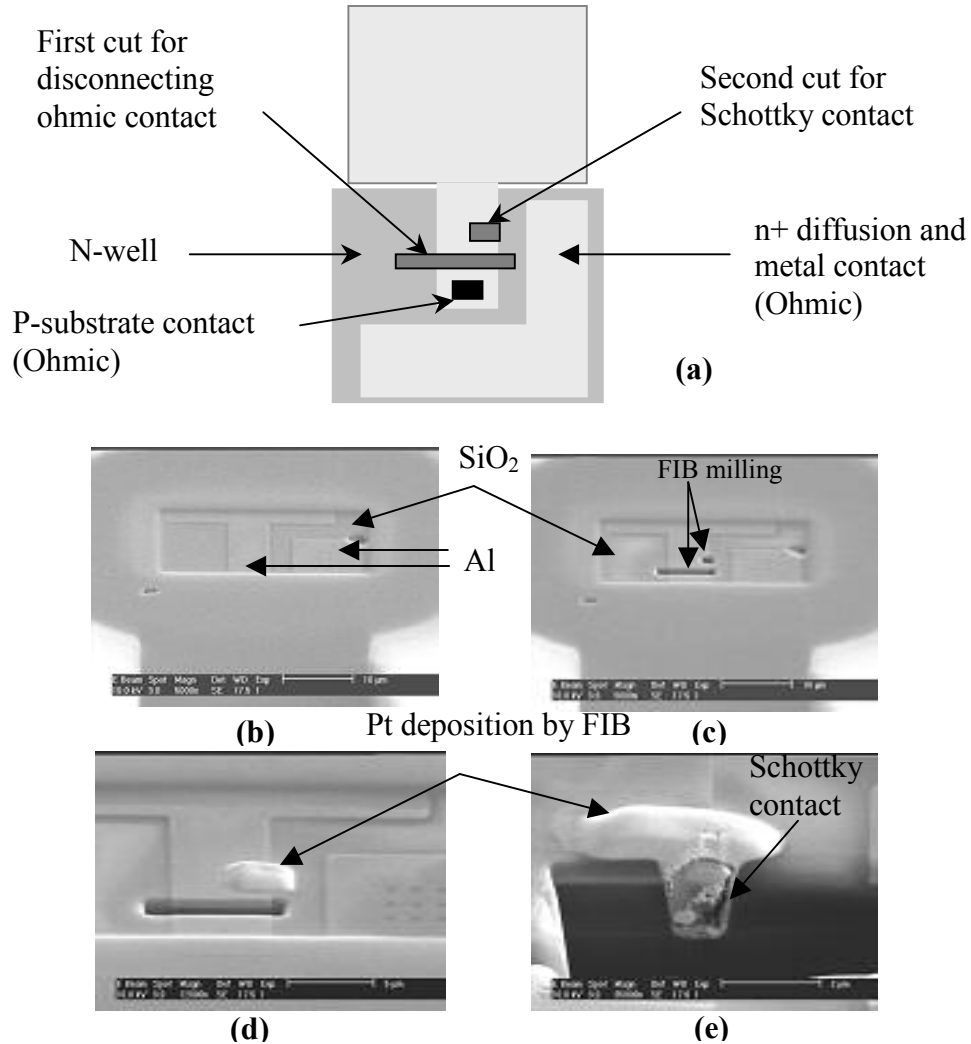 First cut for
disconnecting
ohmic contact
Second cut for
Schottky contact
N-well
n+ diffusion and
metal contact
(Ohmic)
P-substrate contact
(Ohmic)
(a)
SiO2
FIB milling
Al
(b)
(c)
Pt deposition by FIB
Schottky
contact
(d)
(e)